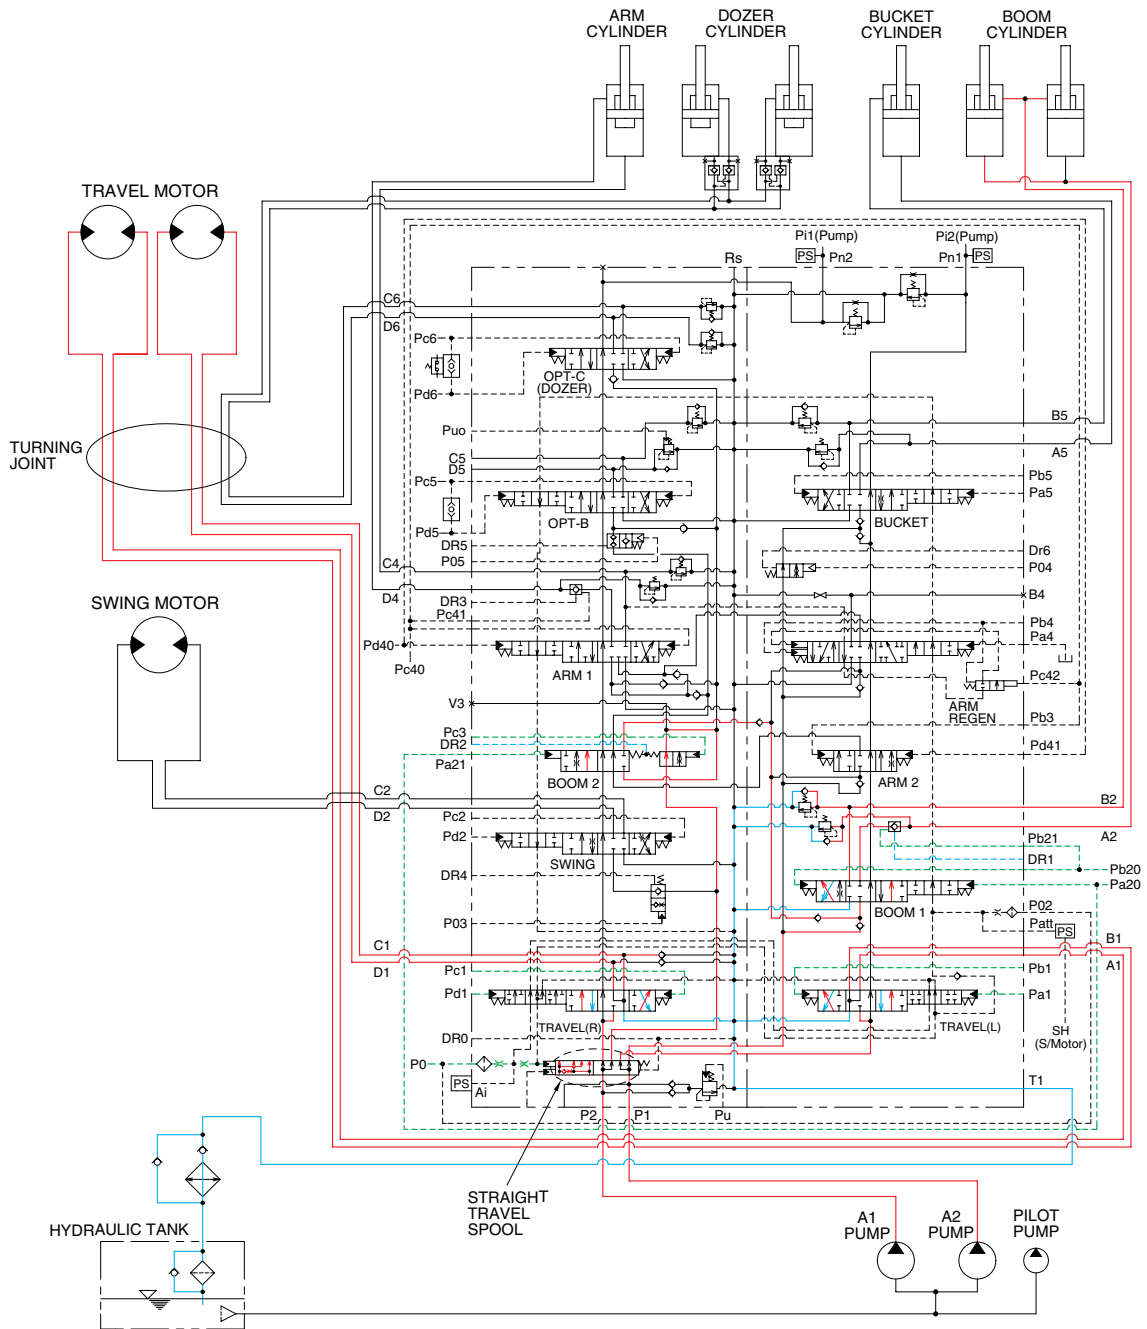 ARM
CYLINDER
DOZER
CYLINDER
BUCKET
CYLINDER
BOOM
CYLINDER
TRAVEL MOTOR
Pi1(Pump)
Pi2(Pump)
PS
Pn2
Pn1
PS
Rs
C6
D6
Pc6
OPT-C
(DOZER)
Pd6
TURNING
JOINT
Puo
C5
D5
Pc5
B5
A5
Pb5
Pa5
OPT-B
BUCKET
Pd5
DR5
P05
Dr6
P04
C4
D4
DR3
Pc41
B4
SWING MOTOR
Pb4
Pa4
Pd40
Pc40
ARM 1
Pc42
ARM
REGEN
V3
Pb3
Pc3
DR2
Pa21
Pd41
BOOM 2
ARM 2
C2
D2
B2
A2
Pc2
Pd2
SWING
Pb21
DR1
DR4
Pb20
Pa20
BOOM 1
P03
P02
Patt
PS
C1
D1
B1
A1
Pc1
Pd1
Pb1
Pa1
TRAVEL(R)
TRAVEL(L)
DR0
SH
(S/Motor)
P0
PS
Ai
T1
P2
P1
Pu
STRAIGHT
TRAVEL
SPOOL
HYDRAULIC TANK
A1
PUMP
A2
PUMP
PILOT
PUMP